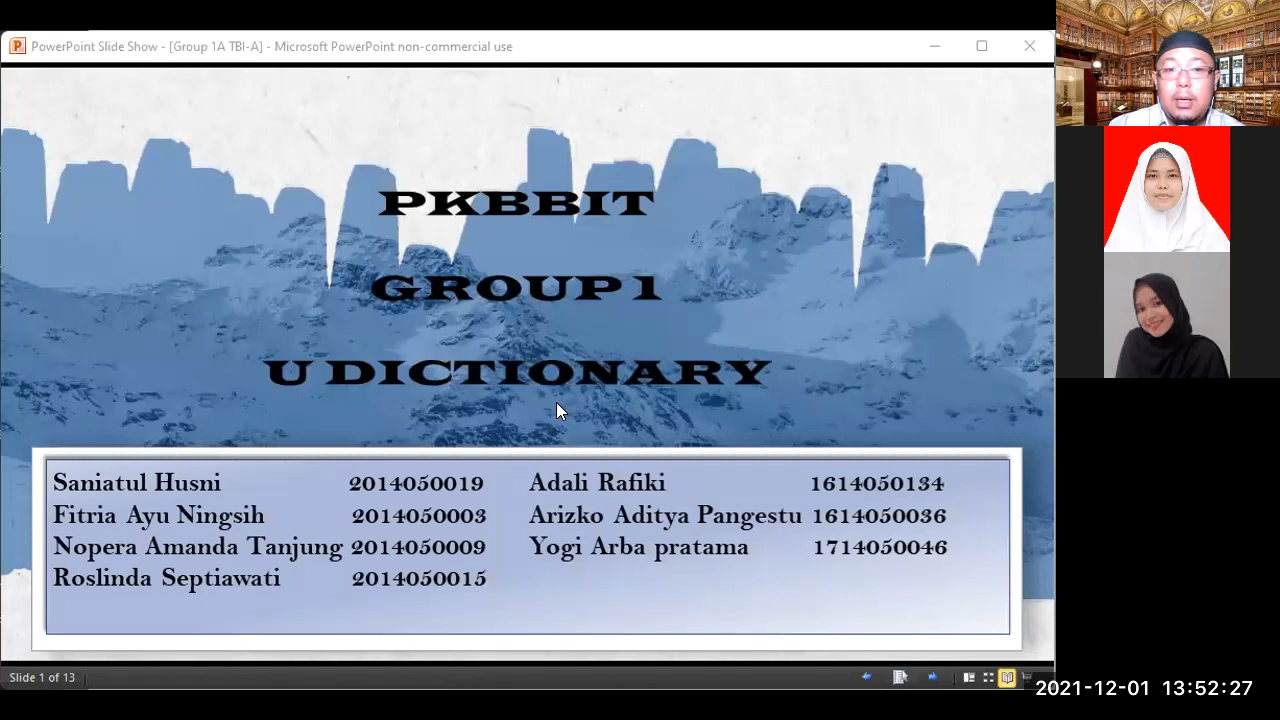 PowerPoint Slide Show - [Group 1A TBI-A] - Microsoft PowerPoint non-commercial use
PKBBIT
GROUP 1
U DICTIONARY
Saniatul Husni 2014050019
Fitria Ayu Ningsih 2014050003
Nopera Amanda Tanjung 2014050009
Roslinda Septiawati 2014050015
Adali Rafiki 1614050134
Arizko Aditya Pangestu 1614050036
Yogi Arba pratama 1714050046
Slide 1 of 13
2021-12-01 13:52:27